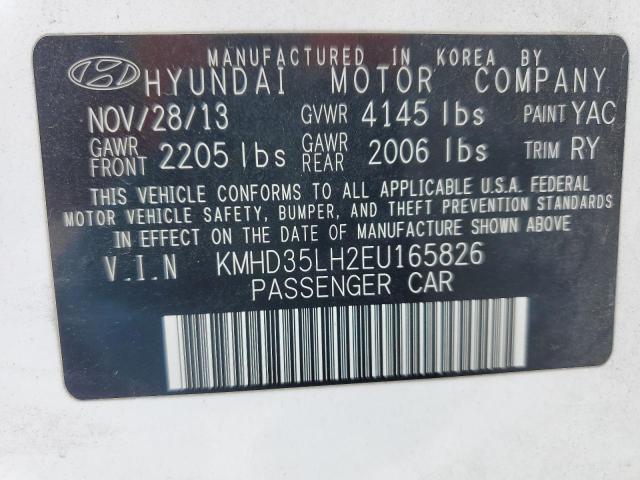 MANUFACTURED IN KOREA BY
HYUNDAI MOTOR COMPANY
NOV/28/13 GVWR 4145 lbs PAINT YAC
GAWR FRONT 2205 lbs GAWR REAR 2006 lbs TRIM RY
THIS VEHICLE CONFORMS TO ALL APPLICABLE U.S.A. FEDERAL
MOTOR VEHICLE SAFETY, BUMPER, AND THEFT PREVENTION STANDARDS
IN EFFECT ON THE DATE OF MANUFACTURE SHOWN ABOVE
V.I.N KMHD35LH2EU165826
PASSENGER CAR